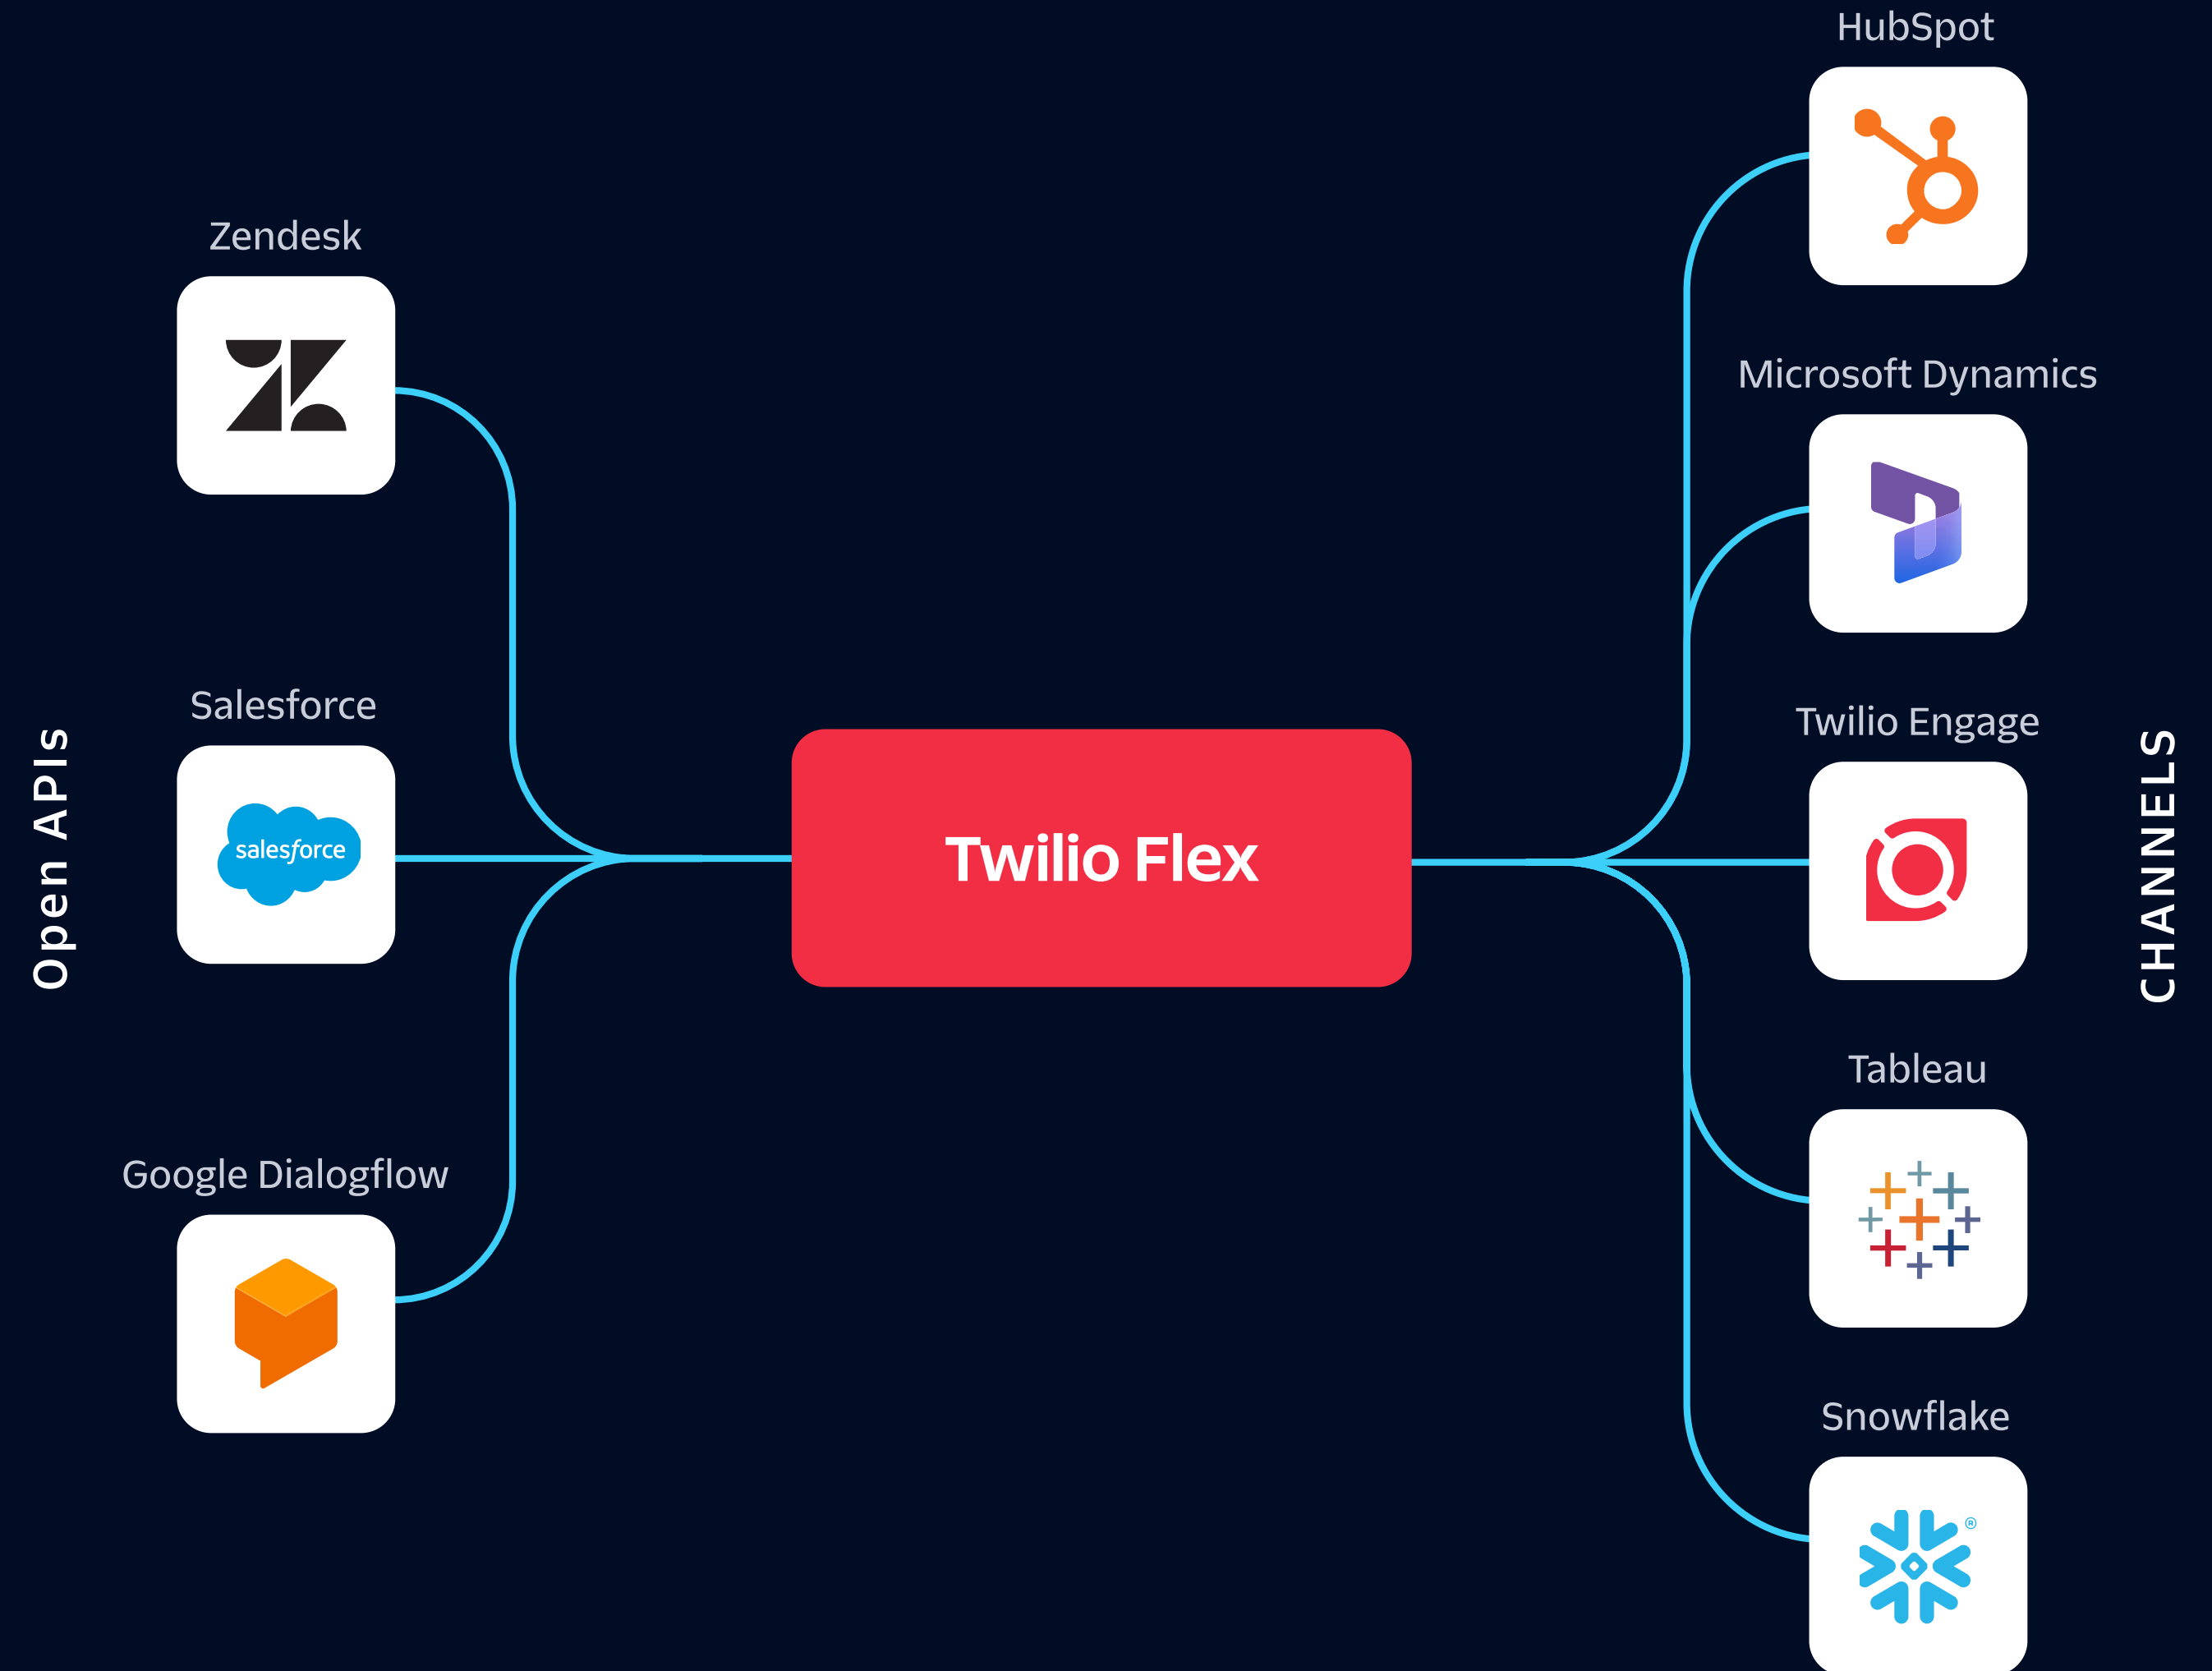 HubSpot
Zendesk
Microsoft Dynamics
Salesforce
salesforce
Open APIs
Twilio Flex
Twilio Engage
CHANNELS
Tableau
Google Dialogflow
Snowflake
®